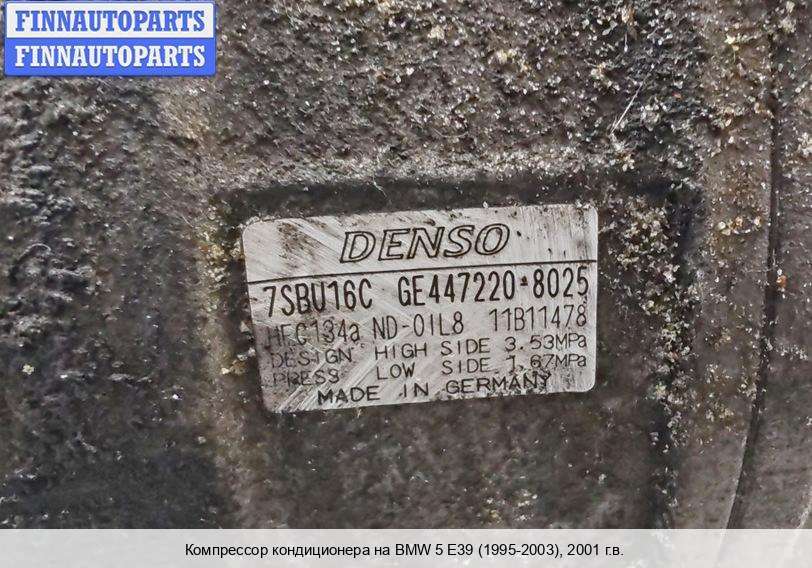 FINNAUTOPARTS
FINNAUTOPARTS
DENSO
7SBU16C GE447220-8025
HFC134a ND-OIL8 11B11478
DESIGN HIGH SIDE 3.53MPa
PRESS LOW SIDE 1.67MPa
MADE IN GERMANY
Компрессор кондиционера на BMW 5 E39 (1995-2003), 2001 г.в.